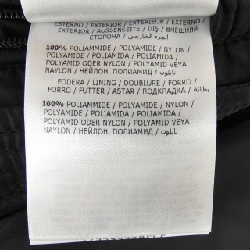 ESTERNO / EXTERIOR / EXTERIEUR / EXTERNO /
EXTERIOR / AUSSENSEITE / DIŞ / ВНЕШНЯЯ
СТОРОНА /
100% POLIAMMIDE / POLYAMIDE / NYLON /
POLYAMIDE / POLIAMIDA / POLIAMIDA /
POLYAMID ODER NYLON / POLYAMID VEYA
NAYLON / НЕЙЛОН. ПОЛИАМИД / نايلون
FODERA / LINING / DOUBLURE / FORRO /
FORRO / FUTTER / ASTAR / ПОДКЛАДКА /
100% POLIAMMIDE / POLYAMIDE / NYLON /
POLYAMIDE / POLIAMIDA / POLIAMIDA /
POLYAMID ODER NYLON / POLYAMID VEYA
NAYLON / НЕЙЛОН. ПОЛИАМИД / نايلون